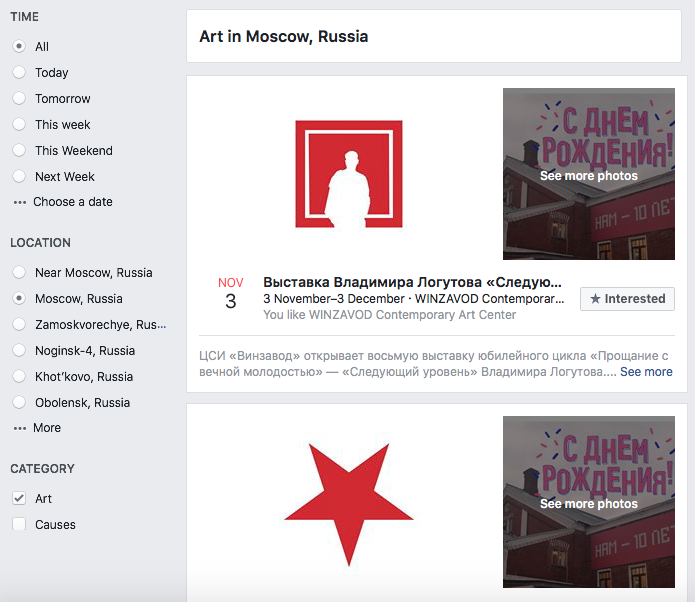 TIME
All
Today
Tomorrow
This week
This Weekend
Next Week
Choose a date
LOCATION
Near Moscow, Russia
Moscow, Russia
Zamoskvorechye, Rus...
Noginsk-4, Russia
Khot’kovo, Russia
Obolensk, Russia
More
CATEGORY
Art
Causes
Art in Moscow, Russia
С ДНЕМ
РОЖДЕНИЯ!
See more photos
НАМ – 10 ЛЕТ
NOV
3
Выставка Владимира Логутова «Следую...
3 November–3 December · WINZAVOD Contemporar...
You like WINZAVOD Contemporary Art Center
★ Interested
ЦСИ «Винзавод» открывает восьмую выставку юбилейного цикла «Прощание с
вечной молодостью» — «Следующий уровень» Владимира Логутова.... See more
С ДНЕМ
РОЖДЕНИЯ!
See more photos
НАМ – 10 ЛЕТ